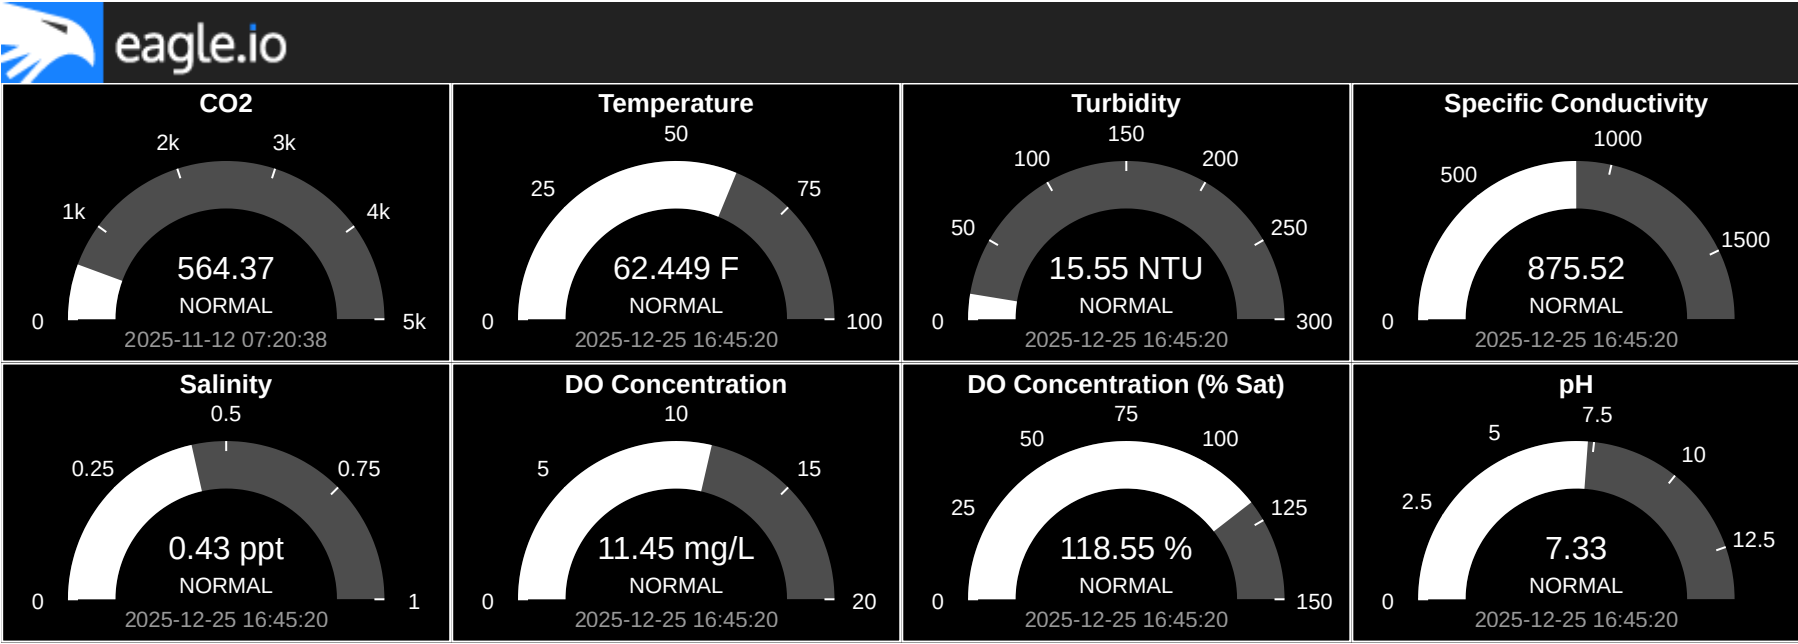 eagle.io
CO2
0
1k
2k
3k
4k
5k
564.37
NORMAL
2025-11-12 07:20:38
Temperature
0
25
50
75
100
62.449 F
NORMAL
2025-12-25 16:45:20
Turbidity
0
50
100
150
200
250
300
15.55 NTU
NORMAL
2025-12-25 16:45:20
Specific Conductivity
0
500
1000
1500
875.52
NORMAL
2025-12-25 16:45:20
Salinity
0
0.25
0.5
0.75
1
0.43 ppt
NORMAL
2025-12-25 16:45:20
DO Concentration
0
5
10
15
20
11.45 mg/L
NORMAL
2025-12-25 16:45:20
DO Concentration (% Sat)
0
25
50
75
100
125
150
118.55 %
NORMAL
2025-12-25 16:45:20
pH
0
2.5
5
7.5
10
12.5
7.33
NORMAL
2025-12-25 16:45:20